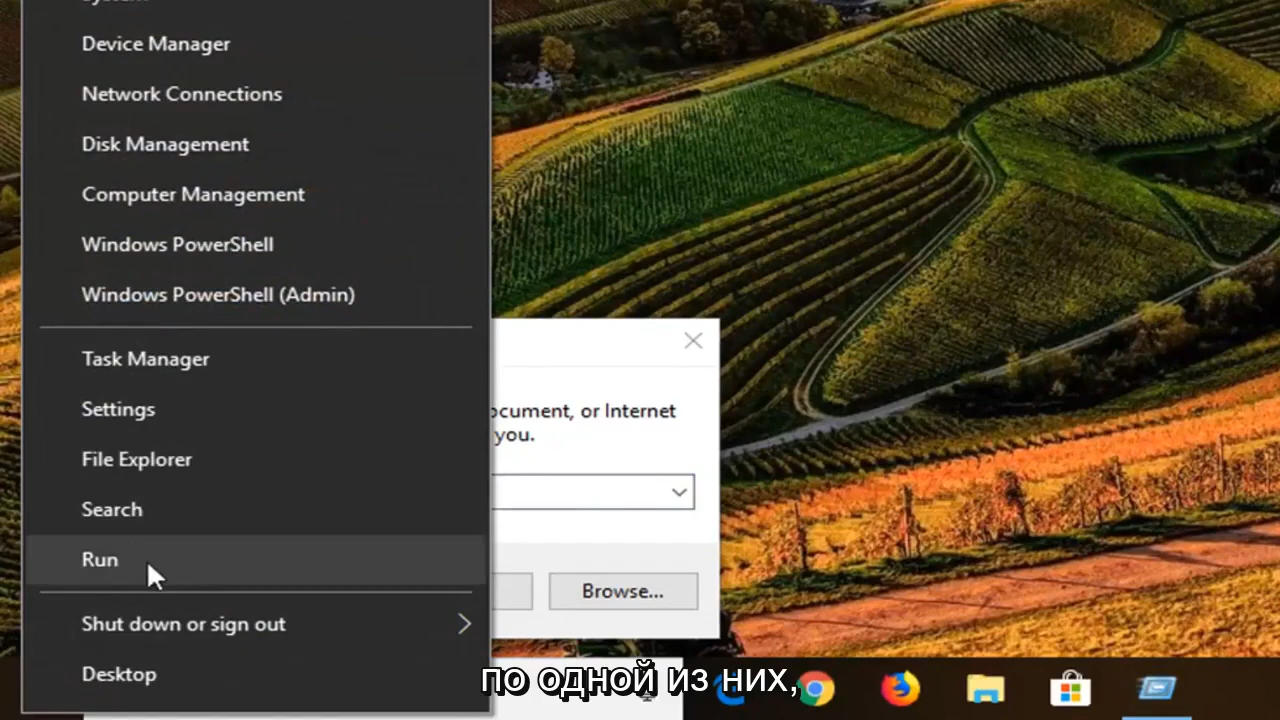 System
Device Manager
Network Connections
Disk Management
Computer Management
Windows PowerShell
Windows PowerShell (Admin)
Task Manager
Settings
File Explorer
Search
Run
Shut down or sign out
Desktop
ocument, or Internet
you.
Browse...
по одной из них,